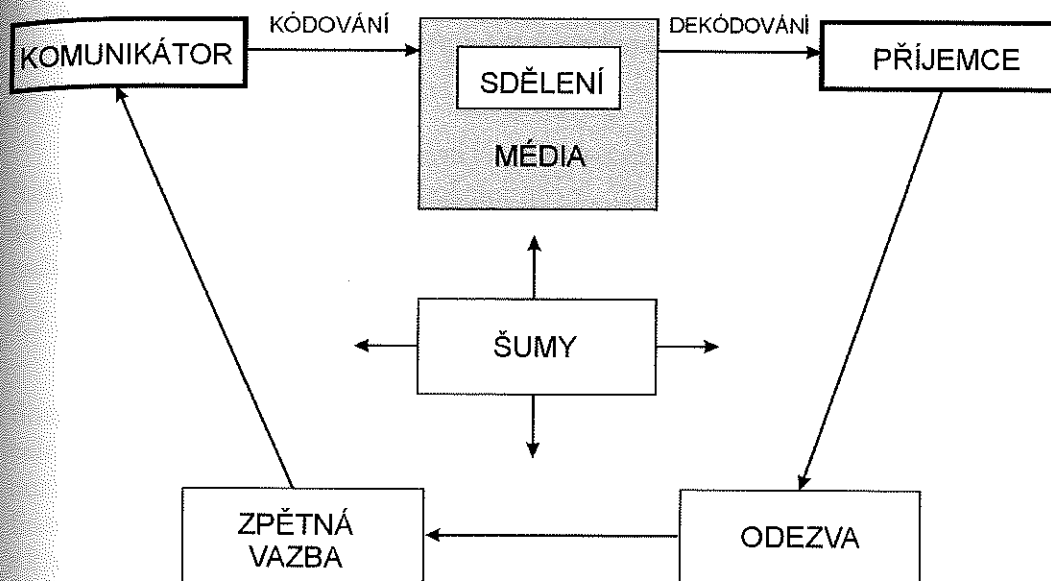 KÓDOVÁNÍ
DEKÓDOVÁNÍ
KOMUNIKÁTOR
SDĚLENÍ
MÉDIA
PŘÍJEMCE
ŠUMY
ZPĚTNÁ
VAZBA
ODEZVA